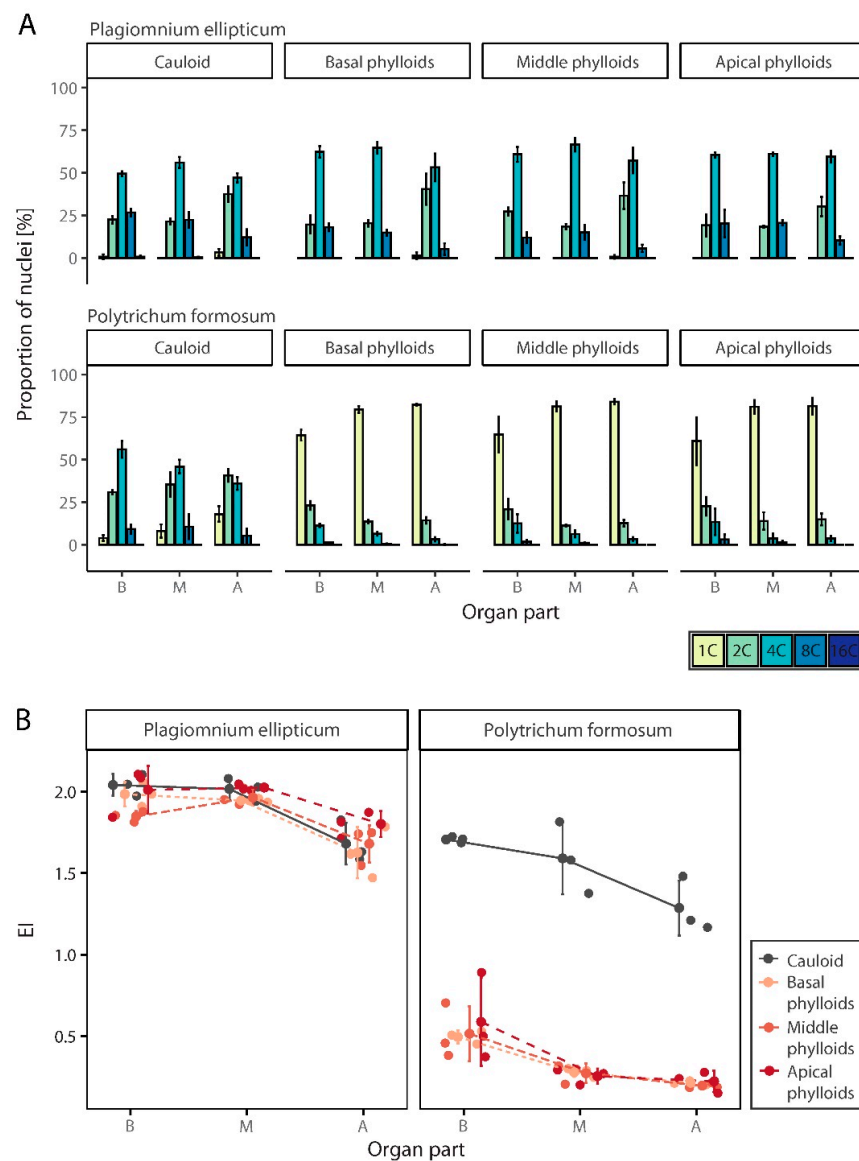 A
Plagiomnium ellipticum
Cauloid Basal phylloids Middle phylloids Apical phylloids
100
75
50
25
0
Proportion of nuclei [%]
Polytrichum formosum
Cauloid Basal phylloids Middle phylloids Apical phylloids
100
75
50
25
0
B M A B M A B M A B M A
Organ part
1C 2C 4C 8C 16C
B
Plagiomnium ellipticum Polytrichum formosum
2.0
1.5
1.0
0.5
EI
B M A B M A
Organ part
Cauloid
Basal
phylloids
Middle
phylloids
Apical
phylloids